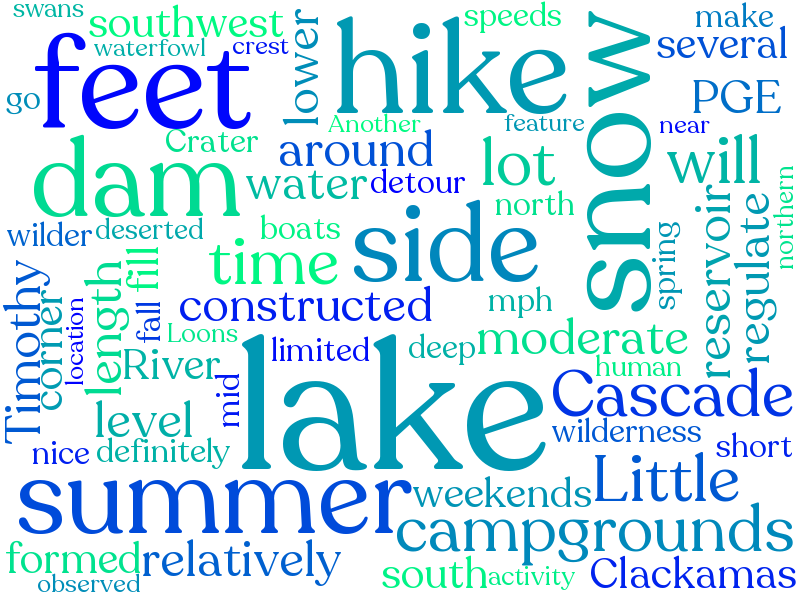 swans
southwest
waterfowl
crest
lower
hike
speeds
make
several
snow
go
feet
PGE
Another
feature
near
Crater
around
dam
water
detour
lot
will
north
northern
wilder
deserted
boats
side
reservoir
regulate
spring
time
fill
Timothy
corner
location
length
fall
constructed
mph
Loons
River
limited
deep
moderate
human
mid
lake
Cascade
level
nice
definitely
wilderness
short
summer
weekends
Little
campgrounds
formed
relatively
observed
south
activity
Clackamas